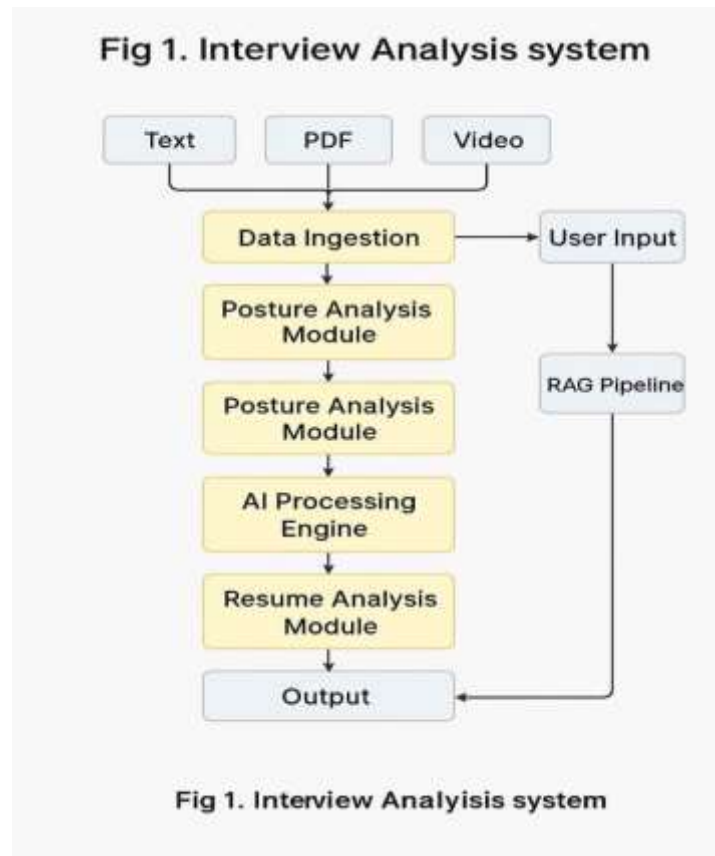 Fig 1. Interview Analysis system
Text
PDF
Video
Data Ingestion
User Input
Posture Analysis
Module
RAG Pipeline
Posture Analysis
Module
AI Processing
Engine
Resume Analysis
Module
Output
Fig 1. Interview Analyisis system